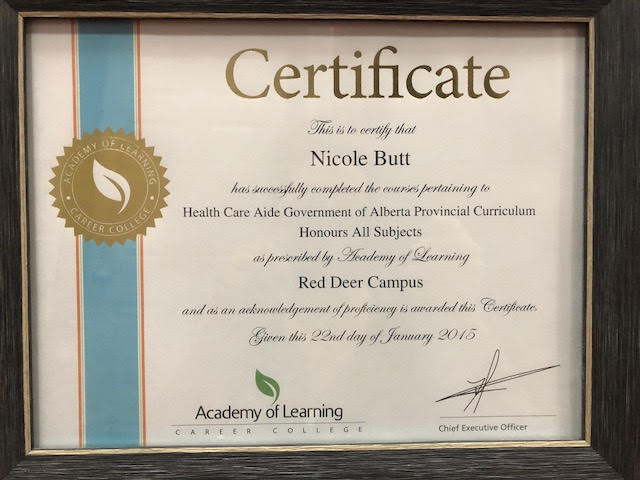 Certificate
This is to certify that
Nicole Butt
has successfully completed the courses pertaining to
Health Care Aide Government of Alberta Provincial Curriculum
Honours All Subjects
as prescribed by Academy of Learning
Red Deer Campus
and as an acknowledgement of proficiency is awarded this Certificate.
Given this 22nd day of January 2015
ACADEMY OF LEARNING
CAREER COLLEGE
Academy of Learning
CAREER COLLEGE
Chief Executive Officer